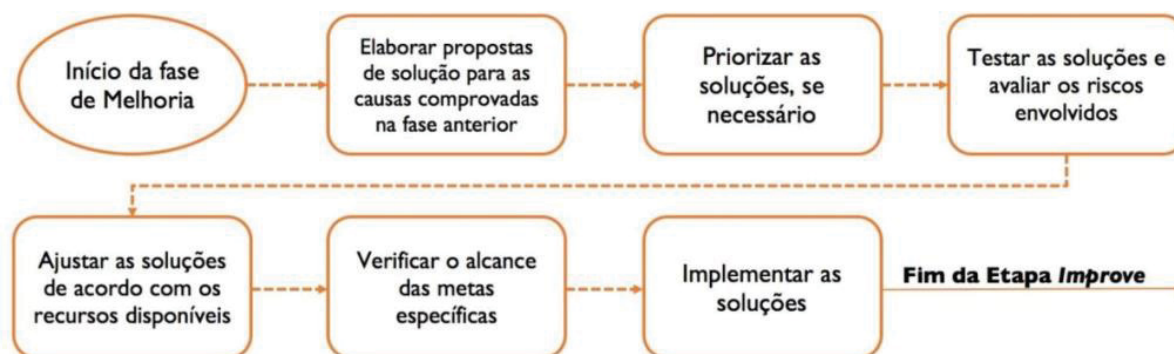 Início da fase
de Melhoria
Elaborar propostas
de solução para as
causas comprovadas
na fase anterior
Priorizar as
soluções, se
necessário
Testar as soluções e
avaliar os riscos
envolvidos
Ajustar as soluções
de acordo com os
recursos disponíveis
Verificar o alcance
das metas
específicas
Implementar as
soluções
Fim da Etapa Improve